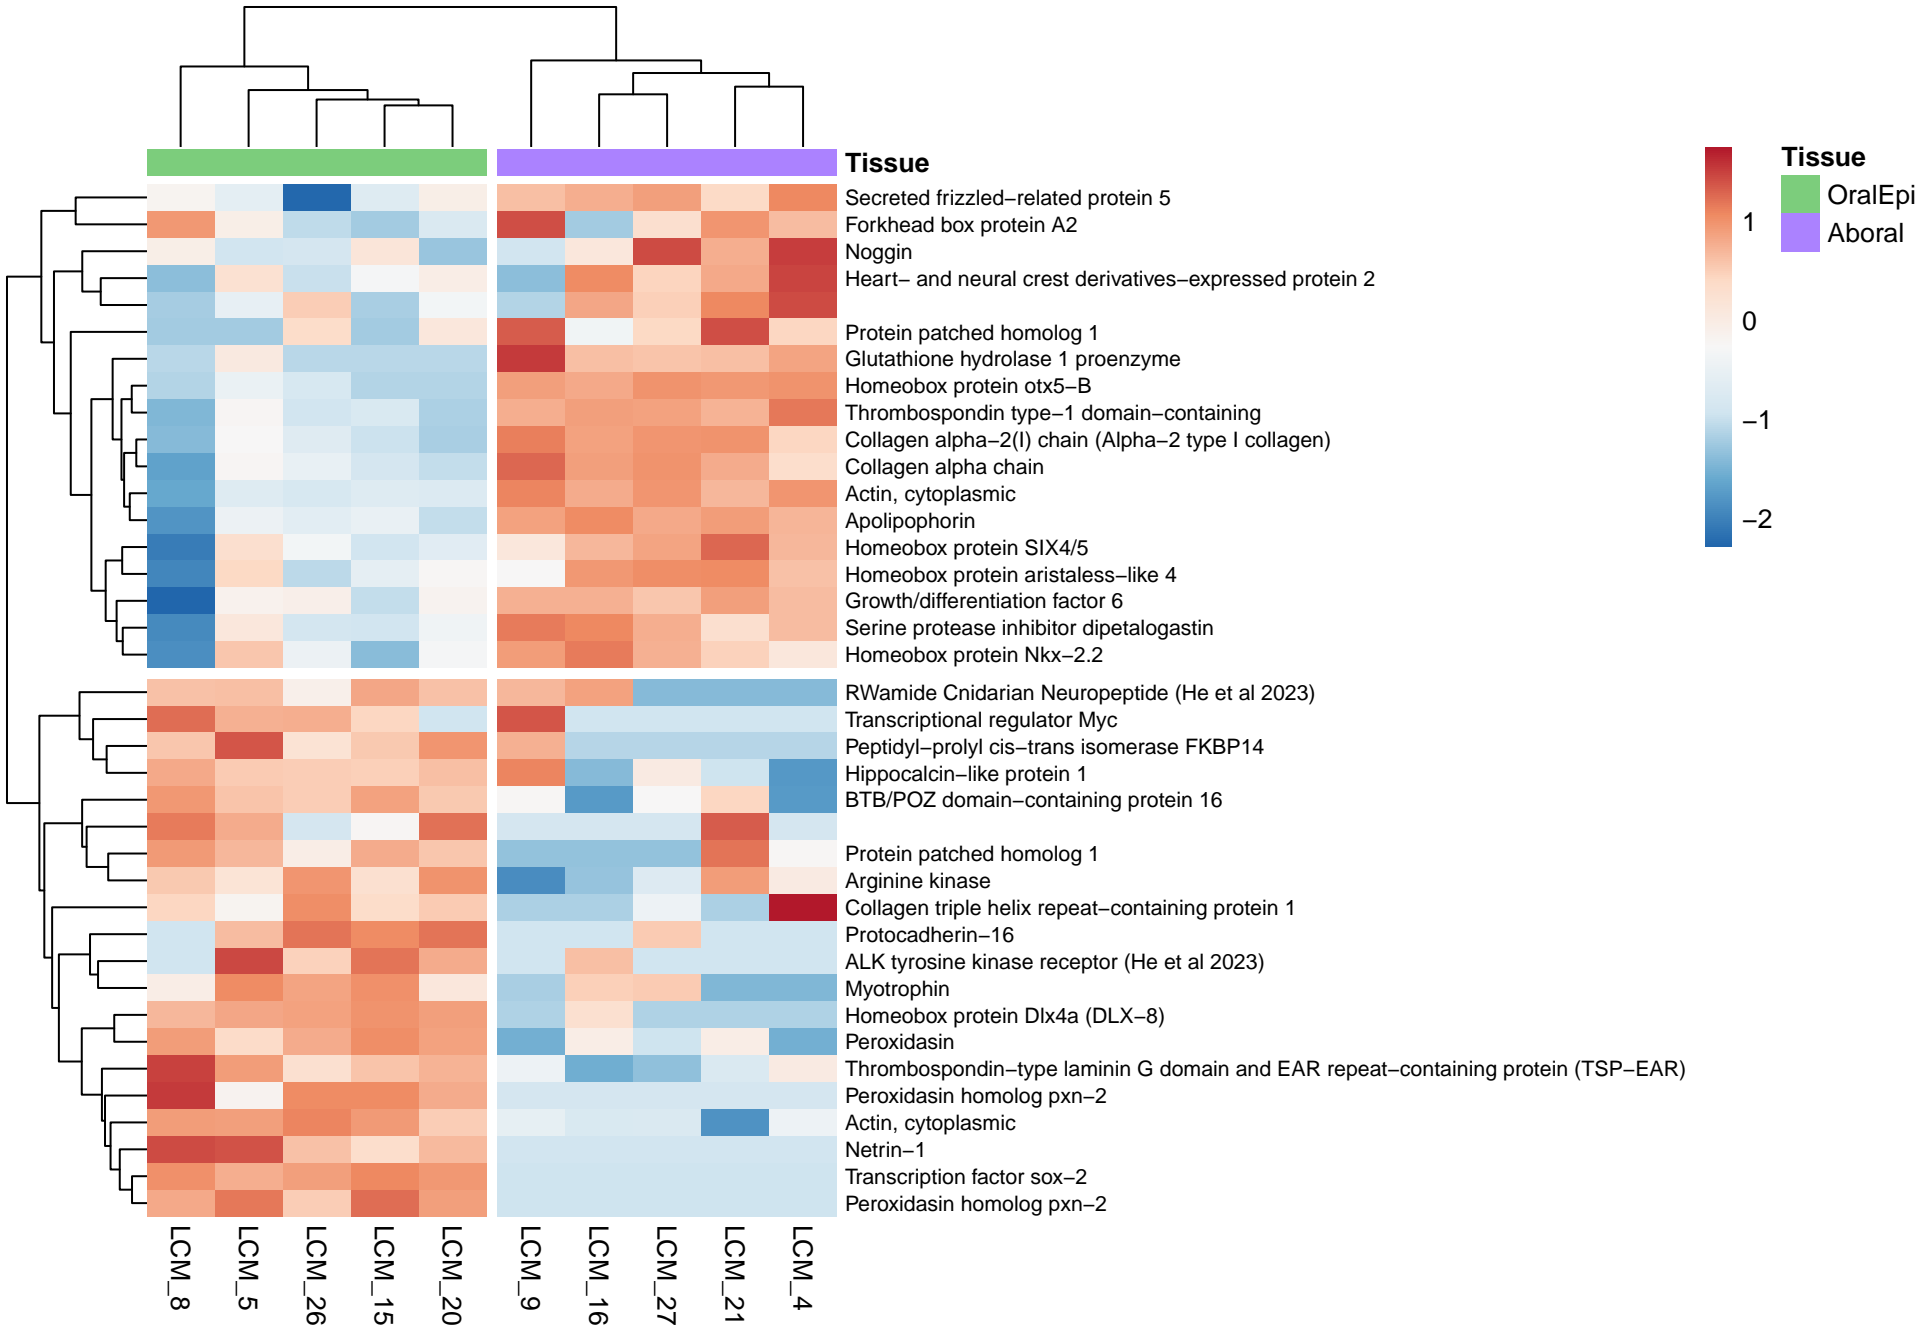 Tissue
Secreted frizzled−related protein 5
Forkhead box protein A2
Noggin
Heart− and neural crest derivatives−expressed protein 2
Protein patched homolog 1
Glutathione hydrolase 1 proenzyme
Homeobox protein otx5−B
Thrombospondin type−1 domain−containing
Collagen alpha−2(I) chain (Alpha−2 type I collagen)
Collagen alpha chain
Actin, cytoplasmic
Apolipophorin
Homeobox protein SIX4/5
Homeobox protein aristaless−like 4
Growth/differentiation factor 6
Serine protease inhibitor dipetalogastin
Homeobox protein Nkx−2.2
RWamide Cnidarian Neuropeptide (He et al 2023)
Transcriptional regulator Myc
Peptidyl−prolyl cis−trans isomerase FKBP14
Hippocalcin−like protein 1
BTB/POZ domain−containing protein 16
Protein patched homolog 1
Arginine kinase
Collagen triple helix repeat−containing protein 1
Protocadherin−16
ALK tyrosine kinase receptor (He et al 2023)
Myotrophin
Homeobox protein Dlx4a (DLX−8)
Peroxidasin
Thrombospondin−type laminin G domain and EAR repeat−containing protein (TSP−EAR)
Peroxidasin homolog pxn−2
Actin, cytoplasmic
Netrin−1
Transcription factor sox−2
Peroxidasin homolog pxn−2
LCM_8
LCM_5
LCM_26
LCM_15
LCM_20
LCM_9
LCM_16
LCM_27
LCM_21
LCM_4
1
0
−1
−2
Tissue
OralEpi
Aboral